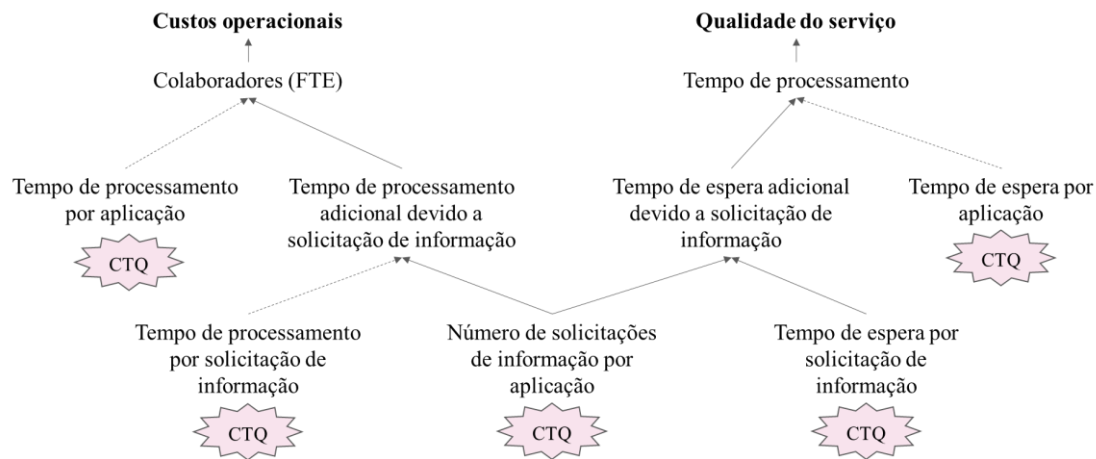 Custos operacionais
Qualidade do serviço
Colaboradores (FTE)
Tempo de processamento
Tempo de processamento
por aplicação
CTQ
Tempo de processamento
adicional devido a
solicitação de informação
Tempo de espera adicional
devido a solicitação de
informação
Tempo de espera por
aplicação
CTQ
Tempo de processamento
por solicitação de
informação
CTQ
Número de solicitações
de informação por
aplicação
CTQ
Tempo de espera por
solicitação de
informação
CTQ